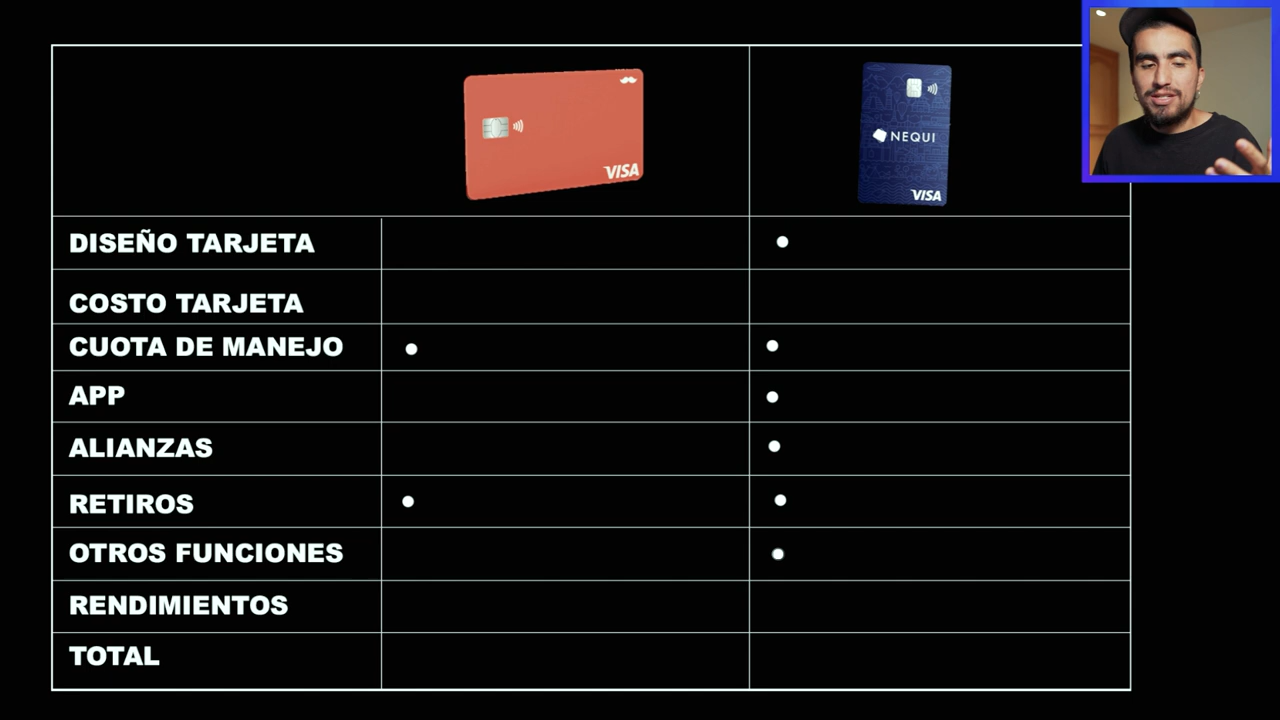 VISA
NEQUI
VISA
DISEÑO TARJETA
COSTO TARJETA
CUOTA DE MANEJO
APP
ALIANZAS
RETIROS
OTROS FUNCIONES
RENDIMIENTOS
TOTAL